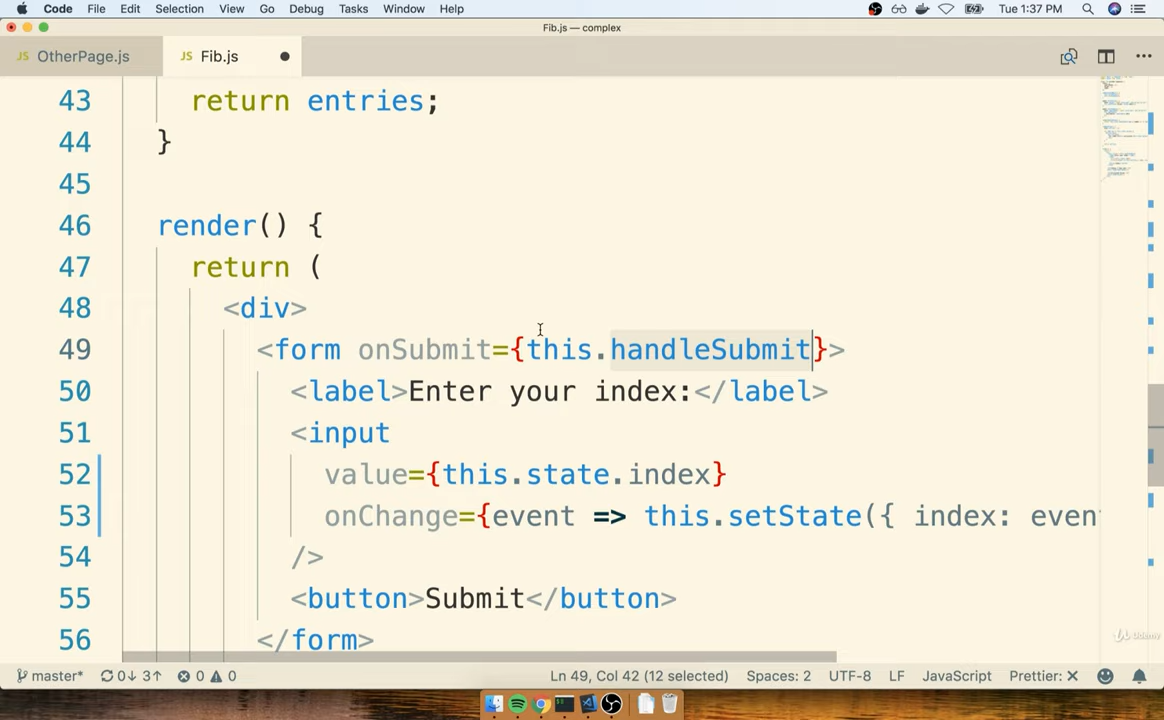 Code File Edit Selection View Go Debug Tasks Window Help Tue 1:37 PM
Fib.js — complex
JS OtherPage.js JS Fib.js
43 return entries;
44 }
45
46 render() {
47 return (
48 <div>
49 <form onSubmit={this.handleSubmit}>
50 <label>Enter your index:</label>
51 <input
52 value={this.state.index}
53 onChange={event => this.setState({ index: even
54 />
55 <button>Submit</button>
56 </form>
Udemy
master* 0↓ 3↑ 0 0 Ln 49, Col 42 (12 selected) Spaces: 2 UTF-8 LF JavaScript Prettier: ✕